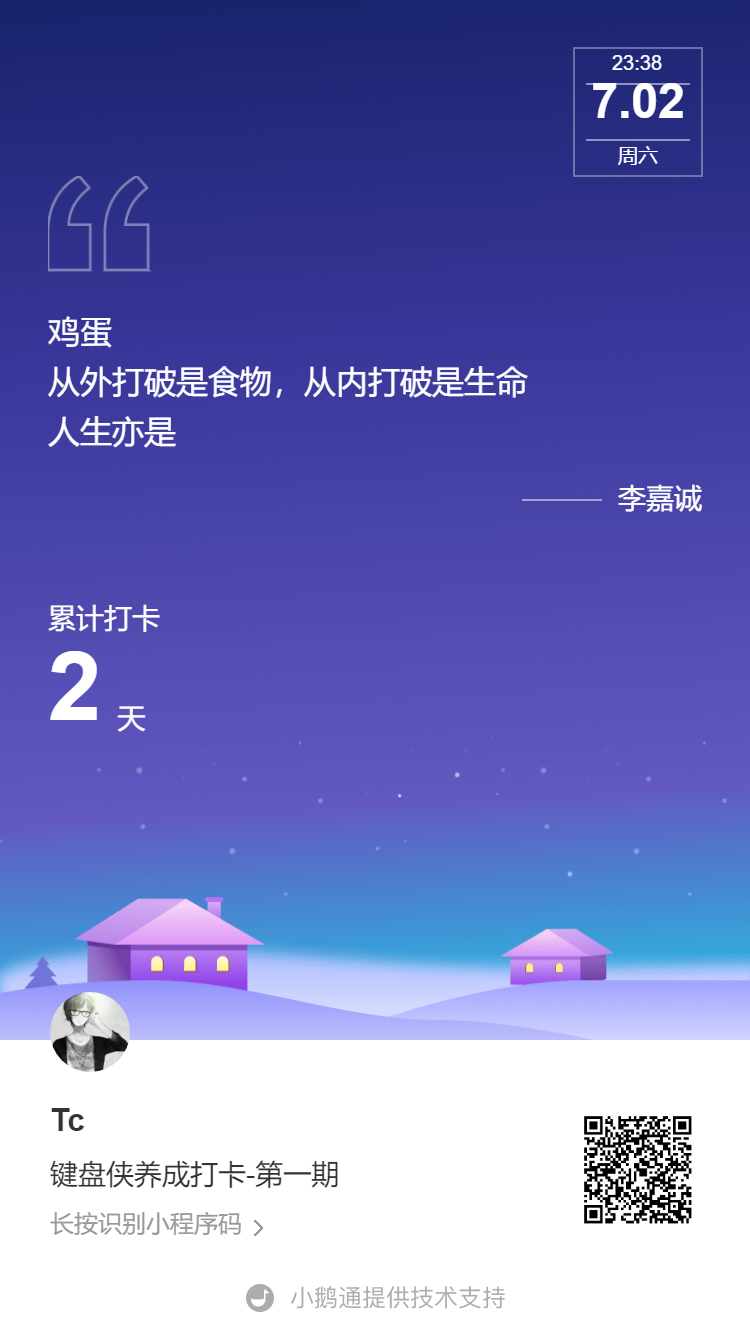 23:38
7.02
周六
鸡蛋
从外打破是食物，从内打破是生命
人生亦是
李嘉诚
累计打卡
2 天
Tc
键盘侠养成打卡-第一期
长按识别小程序码
小鹅通提供技术支持